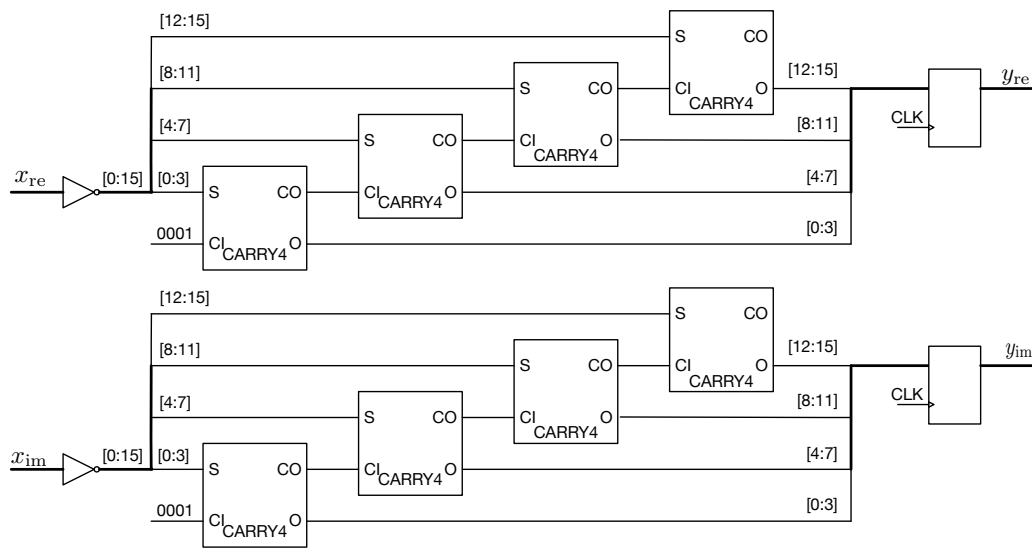 [12:15]
S CO
[8:11]
[12:15]
y_re
S CO
CI O
CARRY4
[4:7]
[8:11]
CLK
S CO
CI O
CARRY4
x_re
[0:15]
[0:3]
[4:7]
S CO
CI O
CARRY4
0001
[0:3]
CI O
CARRY4
[12:15]
S CO
[8:11]
[12:15]
y_im
S CO
CI O
CARRY4
[4:7]
[8:11]
CLK
S CO
CI O
CARRY4
x_im
[0:15]
[0:3]
[4:7]
S CO
CI O
CARRY4
0001
[0:3]
CI O
CARRY4